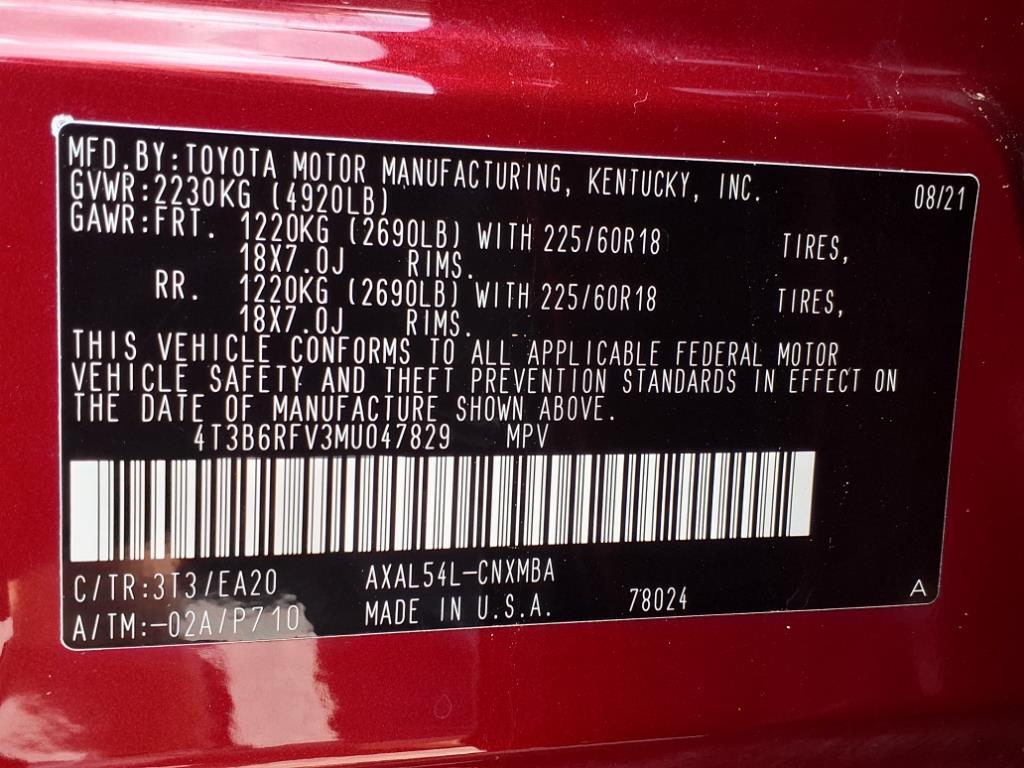 MFD.BY:TOYOTA MOTOR MANUFACTURING, KENTUCKY, INC. 08/21
GVWR:2230KG (4920LB)
GAWR:FRT. 1220KG (2690LB) WITH 225/60R18 TIRES,
18X7.0J RIMS.
RR. 1220KG (2690LB) WITH 225/60R18 TIRES,
18X7.0J RIMS.
THIS VEHICLE CONFORMS TO ALL APPLICABLE FEDERAL MOTOR
VEHICLE SAFETY AND THEFT PREVENTION STANDARDS IN EFFECT ON
THE DATE OF MANUFACTURE SHOWN ABOVE.
4T3B6RFV3MU047829 MPV
C/TR:3T3/EA20 AXAL54L-CNXMBA
A/TM:-02A/P710 MADE IN U.S.A. 78024 A